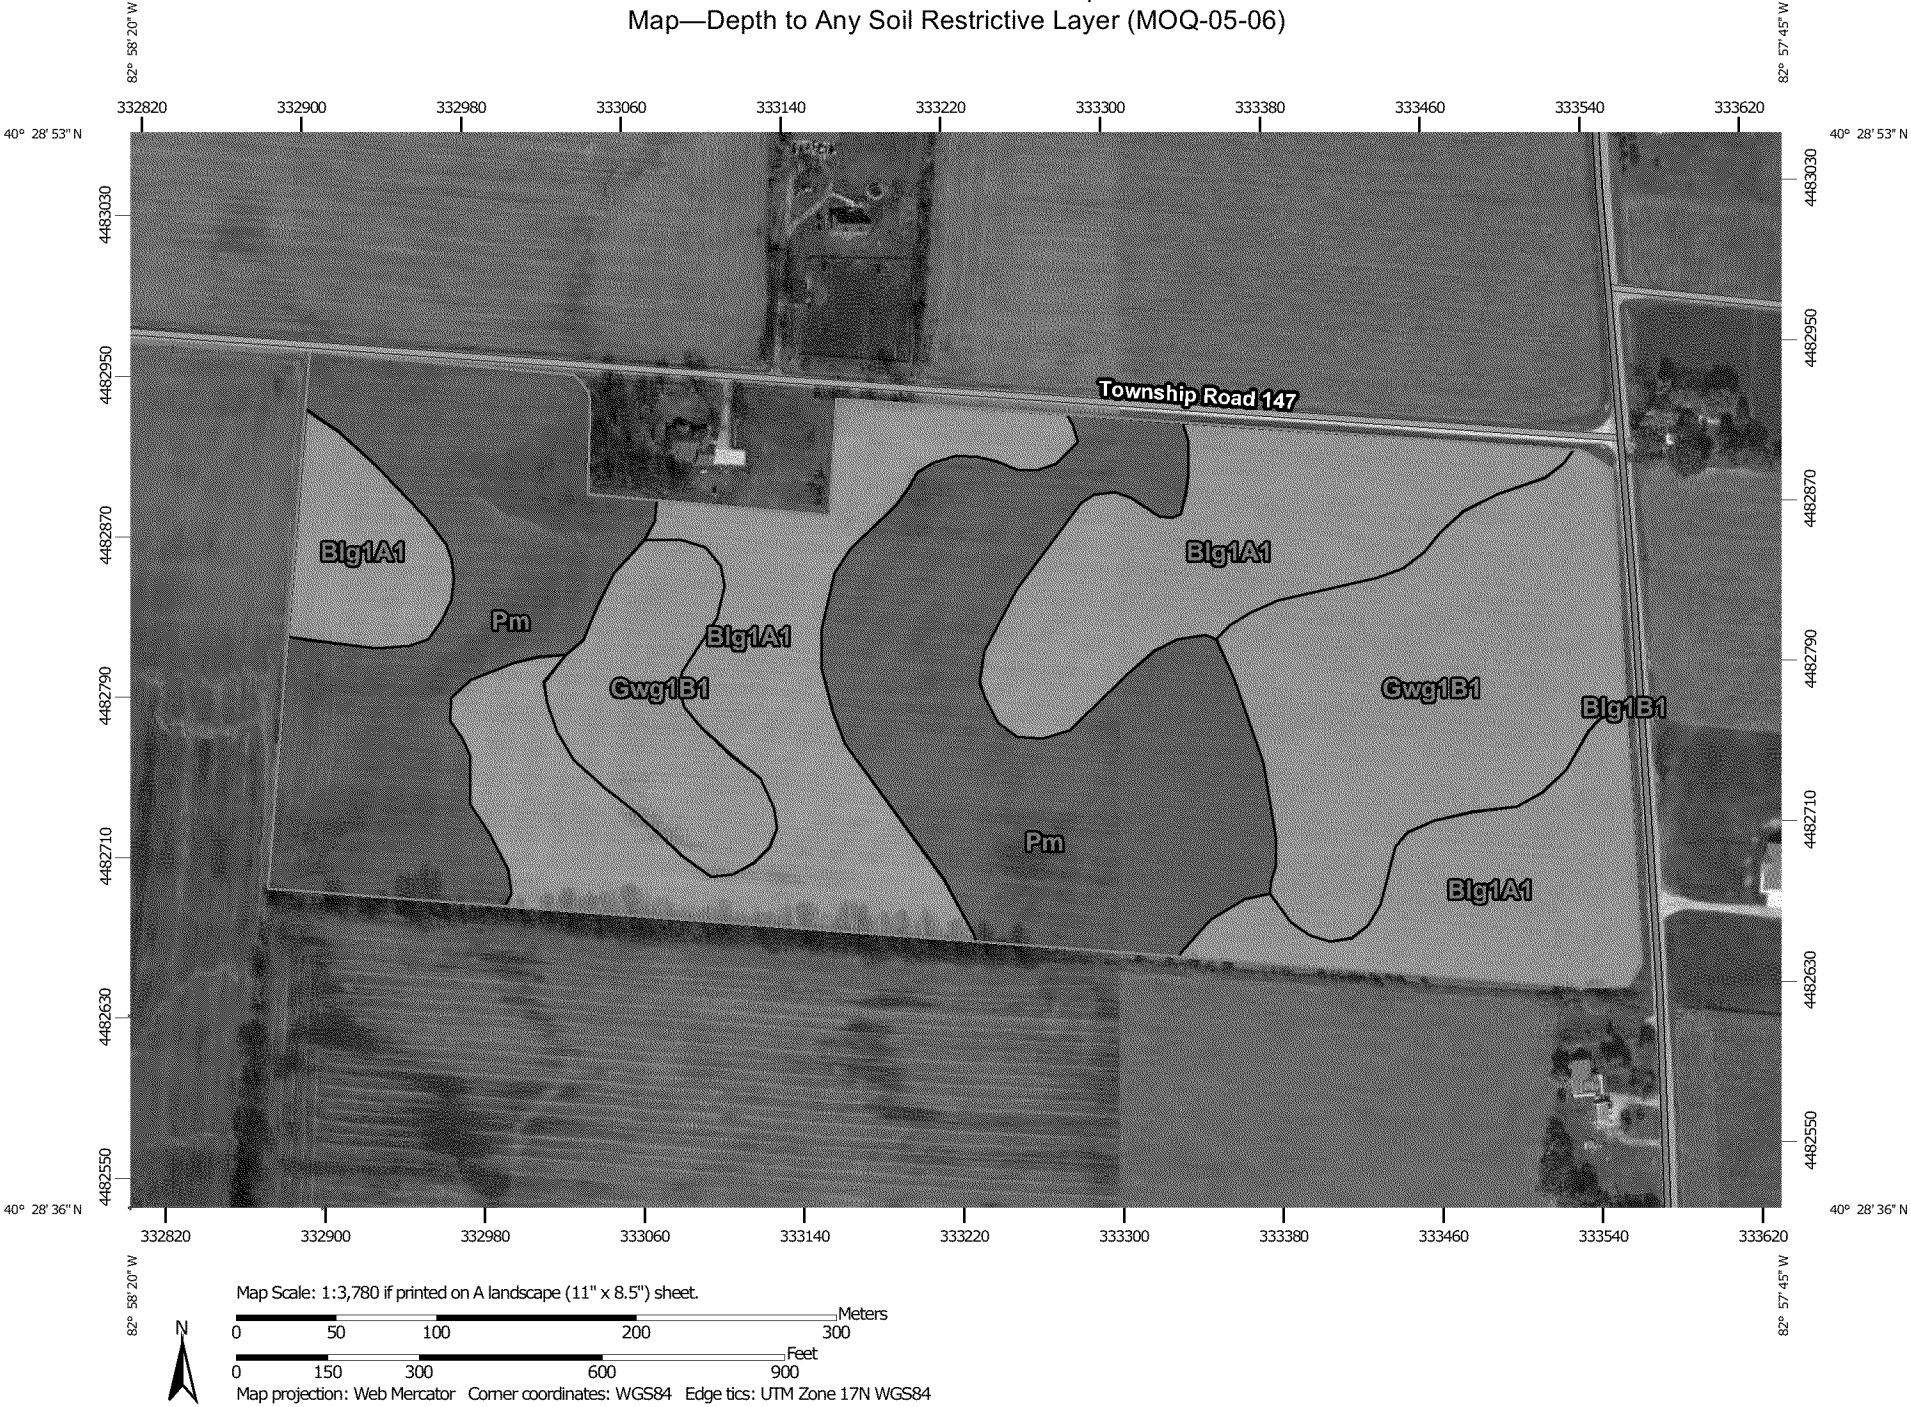 Map—Depth to Any Soil Restrictive Layer (MOQ-05-06)
82° 58' 20" W
82° 57' 45" W
332820 332900 332980 333060 333140 333220 333300 333380 333460 333540 333620
40° 28' 53" N
40° 28' 53" N
4483030
4483030
4482950
4482950
Township Road 147
4482870
4482870
Blg1A1
Blg1A1
Pm
Blg1A1
4482790
4482790
Gwg1B1
Gwg1B1
Blg1B1
4482710
4482710
Pm
Blg1A1
4482630
4482630
4482550
4482550
40° 28' 36" N
40° 28' 36" N
332820 332900 332980 333060 333140 333220 333300 333380 333460 333540 333620
82° 58' 20" W
82° 57' 45" W
Map Scale: 1:3,780 if printed on A landscape (11" x 8.5") sheet.
Meters
0 50 100 200 300
N
Feet
0 150 300 600 900
Map projection: Web Mercator Corner coordinates: WGS84 Edge tics: UTM Zone 17N WGS84